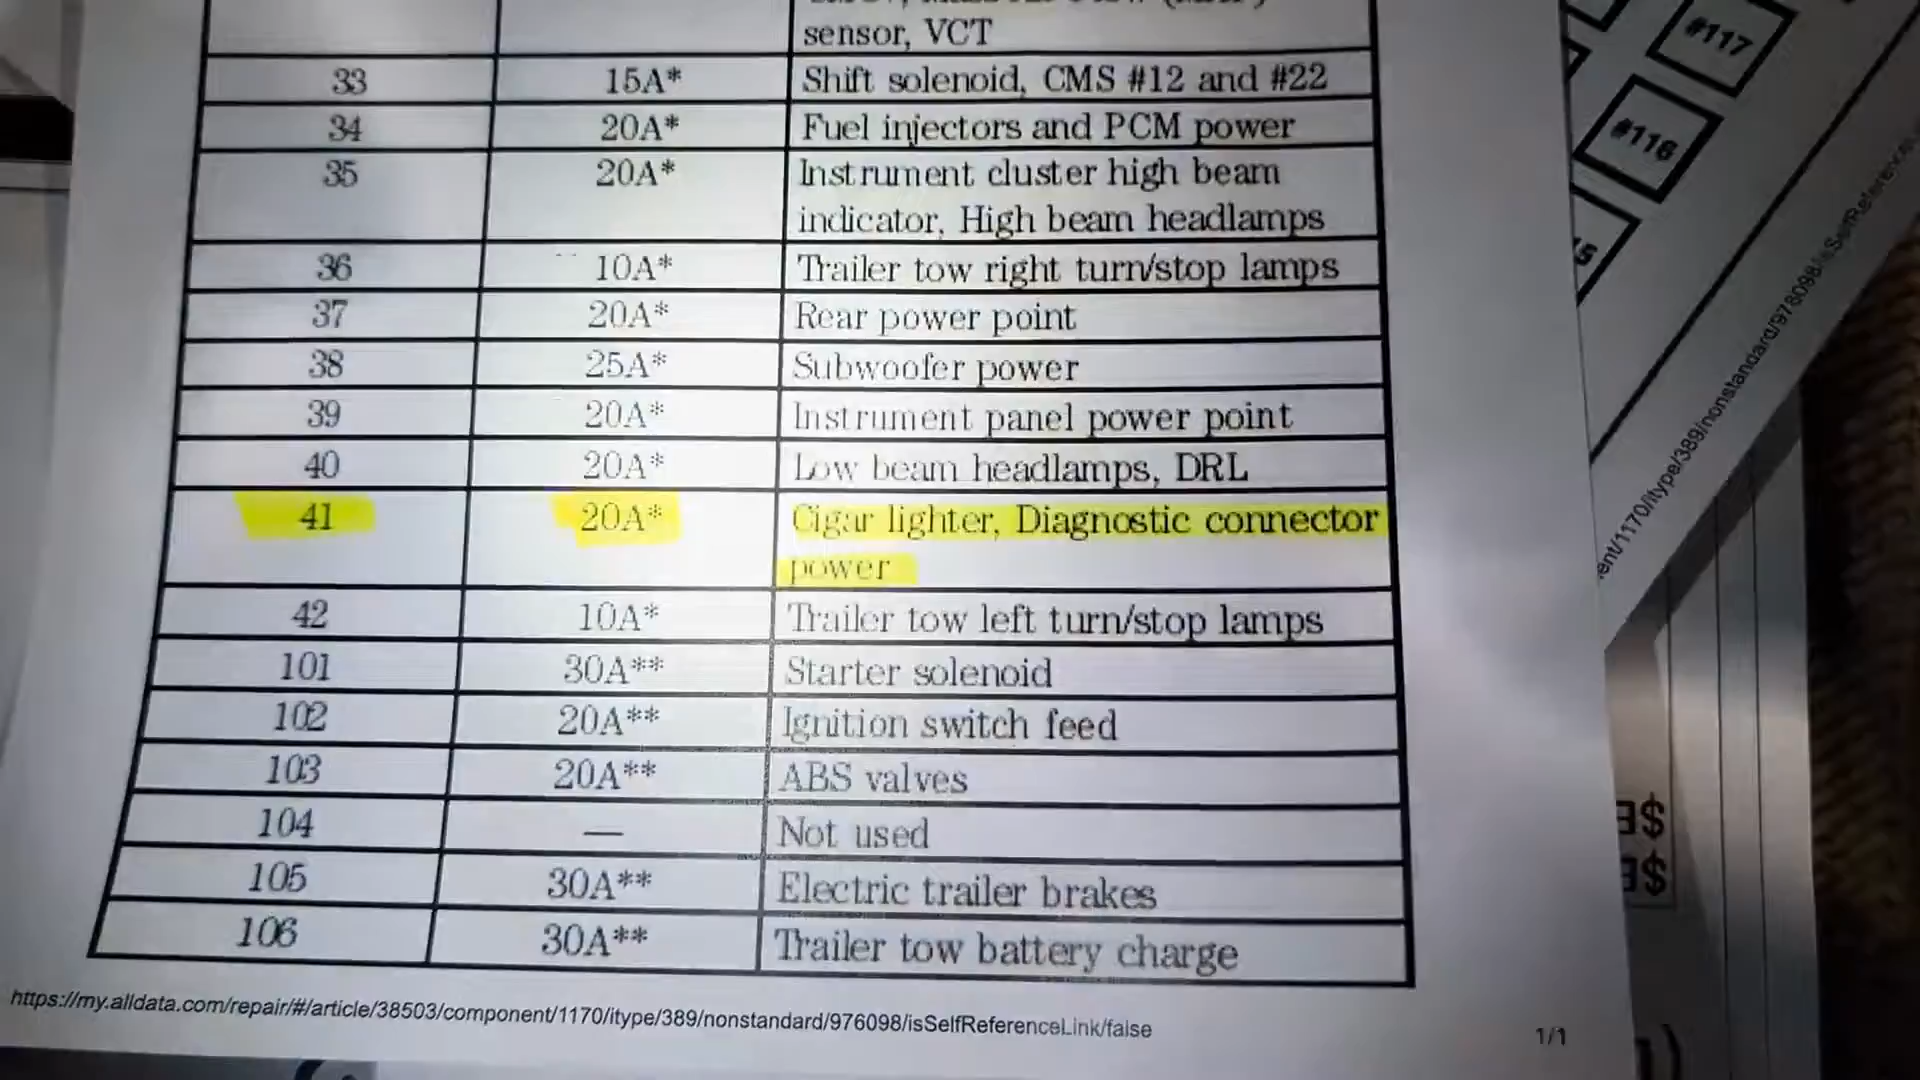 sensor, VCT
33 15A* Shift solenoid, CMS #12 and #22
34 20A* Fuel injectors and PCM power
35 20A* Instrument cluster high beam
indicator, High beam headlamps
36 10A* Trailer tow right turn/stop lamps
37 20A* Rear power point
38 25A* Subwoofer power
39 20A* Instrument panel power point
40 20A* Low beam headlamps, DRL
41 20A* Cigar lighter, Diagnostic connector
power
42 10A* Trailer tow left turn/stop lamps
101 30A** Starter solenoid
102 20A** Ignition switch feed
103 20A** ABS valves
104 — Not used
105 30A** Electric trailer brakes
106 30A** Trailer tow battery charge
https://my.alldata.com/repair/#/article/38503/component/1170/itype/389/nonstandard/976098/isSelfReferenceLink/false
1/1
#117
#116